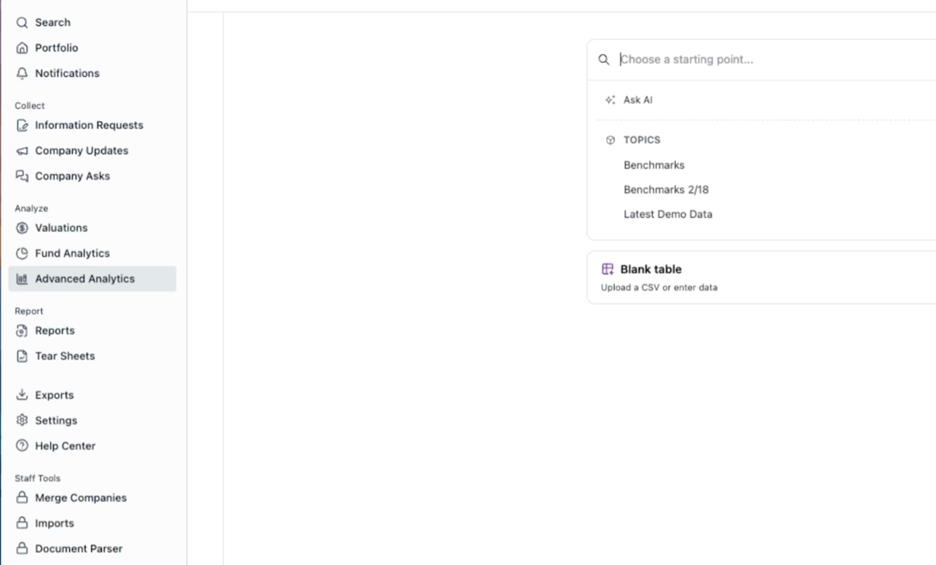 Search
Portfolio
Notifications
Collect
Information Requests
Company Updates
Company Asks
Analyze
Valuations
Fund Analytics
Advanced Analytics
Report
Reports
Tear Sheets
Exports
Settings
Help Center
Staff Tools
Merge Companies
Imports
Document Parser
Choose a starting point...
Ask AI
TOPICS
Benchmarks
Benchmarks 2/18
Latest Demo Data
Blank table
Upload a CSV or enter data